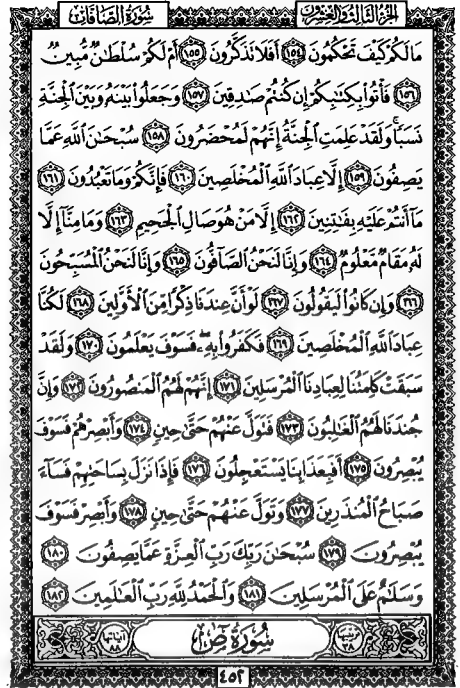 الجزء الثالث والعشرون
سورة الصافات
مَا لَكُمْ كَيْفَ تَحْكُمُونَ ١٥٤ أَفَلَا تَذَكَّرُونَ ١٥٥ أَمْ لَكُمْ سُلْطَانٌ مُّبِينٌ
١٥٦ فَأْتُوا بِكِتَابِكُمْ إِن كُنتُمْ صَادِقِينَ ١٥٧ وَجَعَلُوا بَيْنَهُ وَبَيْنَ الْجِنَّةِ
نَسَبًا وَلَقَدْ عَلِمَتِ الْجِنَّةُ إِنَّهُمْ لَمُحْضَرُونَ ١٥٨ سُبْحَانَ اللَّهِ عَمَّا
يَصِفُونَ ١٥٩ إِلَّا عِبَادَ اللَّهِ الْمُخْلَصِينَ ١٦٠ فَإِنَّكُمْ وَمَا تَعْبُدُونَ ١٦١
مَا أَنتُمْ عَلَيْهِ بِفَاتِنِينَ ١٦٢ إِلَّا مَنْ هُوَ صَالِ الْجَحِيمِ ١٦٣ وَمَا مِنَّا إِلَّا
لَهُ مَقَامٌ مَّعْلُومٌ ١٦٤ وَإِنَّا لَنَحْنُ الصَّافُّونَ ١٦٥ وَإِنَّا لَنَحْنُ الْمُسَبِّحُونَ
١٦٦ وَإِن كَانُوا لَيَقُولُونَ ١٦٧ لَوْ أَنَّ عِندَنَا ذِكْرًا مِّنَ الْأَوَّلِينَ ١٦٨ لَكُنَّا
عِبَادَ اللَّهِ الْمُخْلَصِينَ ١٦٩ فَكَفَرُوا بِهِ فَسَوْفَ يَعْلَمُونَ ١٧٠ وَلَقَدْ
سَبَقَتْ كَلِمَتُنَا لِعِبَادِنَا الْمُرْسَلِينَ ١٧١ إِنَّهُمْ لَهُمُ الْمَنصُورُونَ ١٧٢ وَإِنَّ
جُندَنَا لَهُمُ الْغَالِبُونَ ١٧٣ فَتَوَلَّ عَنْهُمْ حَتَّى حِينٍ ١٧٤ وَأَبْصِرْهُمْ فَسَوْفَ
يُبْصِرُونَ ١٧٥ أَفَبِعَذَابِنَا يَسْتَعْجِلُونَ ١٧٦ فَإِذَا نَزَلَ بِسَاحَتِهِمْ فَسَاءَ
صَبَاحُ الْمُنذَرِينَ ١٧٧ وَتَوَلَّ عَنْهُمْ حَتَّى حِينٍ ١٧٨ وَأَبْصِرْ فَسَوْفَ
يُبْصِرُونَ ١٧٩ سُبْحَانَ رَبِّكَ رَبِّ الْعِزَّةِ عَمَّا يَصِفُونَ ١٨٠
وَسَلَامٌ عَلَى الْمُرْسَلِينَ ١٨١ وَالْحَمْدُ لِلَّهِ رَبِّ الْعَالَمِينَ ١٨٢
ترتيبها ٣٨
سورة ص
آياتها ٨٨
٤٥٢